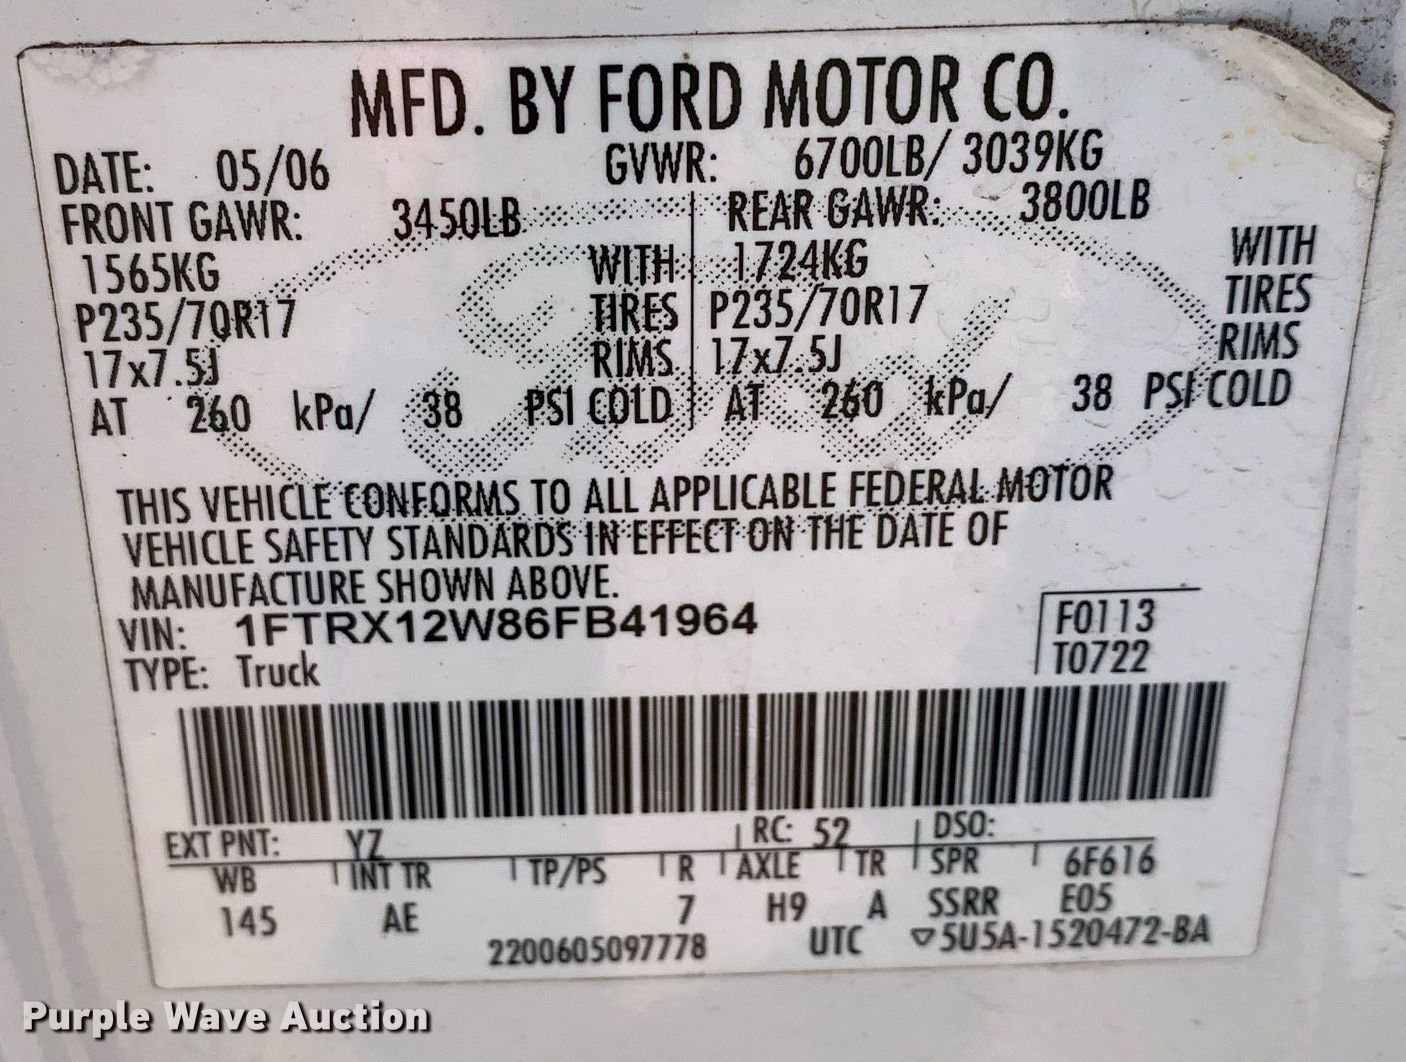 MFD. BY FORD MOTOR CO.
DATE: 05/06 GVWR: 6700LB/ 3039KG
FRONT GAWR: 3450LB REAR GAWR: 3800LB
1565KG WITH 1724KG WITH
P235/70R17 TIRES P235/70R17 TIRES
17x7.5J RIMS 17x7.5J RIMS
AT 260 kPa/ 38 PSI COLD AT 260 kPa/ 38 PSI COLD
THIS VEHICLE CONFORMS TO ALL APPLICABLE FEDERAL MOTOR
VEHICLE SAFETY STANDARDS IN EFFECT ON THE DATE OF
MANUFACTURE SHOWN ABOVE.
VIN: 1FTRX12W86FB41964 F0113
TYPE: Truck T0722
EXT PNT: YZ RC: 52 DSO:
WB INT TR TP/PS R AXLE TR SPR 6F616
145 AE 7 H9 A SSRR E05
2200605097778 UTC ▽5U5A-1520472-BA
Ford
Purple Wave Auction